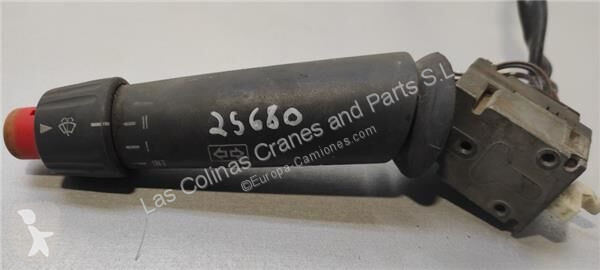 25680
Las Colinas Cranes and Parts S.L.
©Europa-Camiones.com